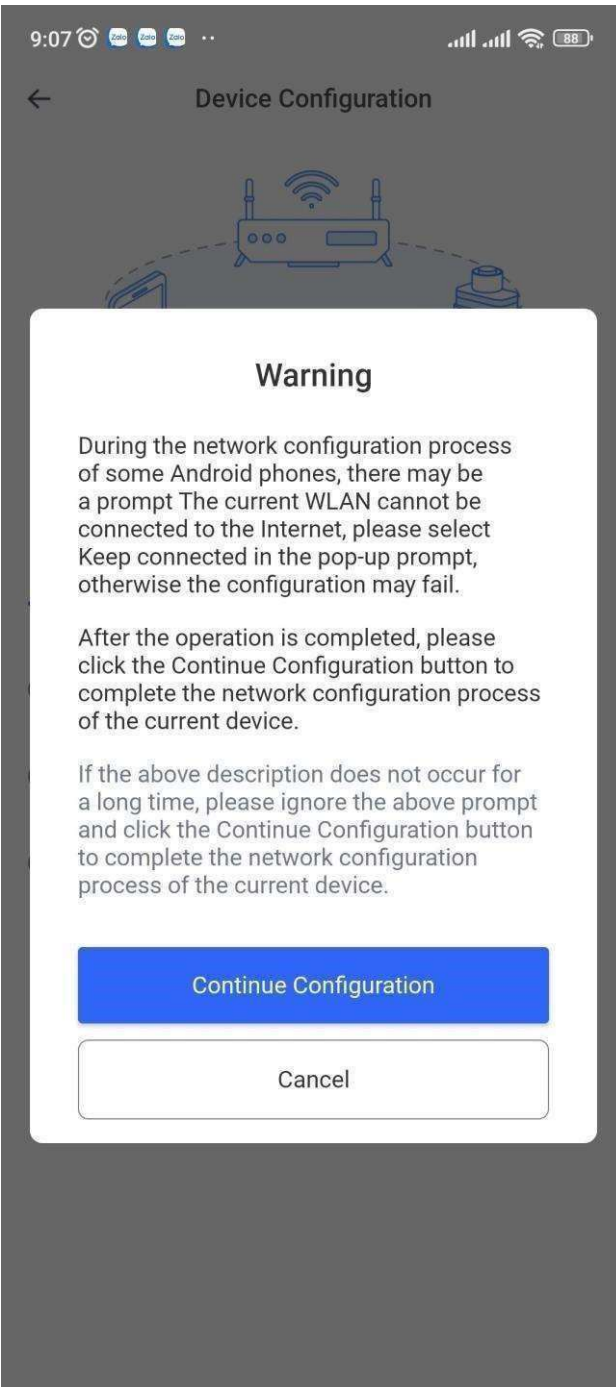 9:07 Zalo Zalo Zalo 88
Device Configuration
Warning
During the network configuration process
of some Android phones, there may be
a prompt The current WLAN cannot be
connected to the Internet, please select
Keep connected in the pop-up prompt,
otherwise the configuration may fail.
After the operation is completed, please
click the Continue Configuration button to
complete the network configuration process
of the current device.
If the above description does not occur for
a long time, please ignore the above prompt
and click the Continue Configuration button
to complete the network configuration
process of the current device.
Continue Configuration
Cancel